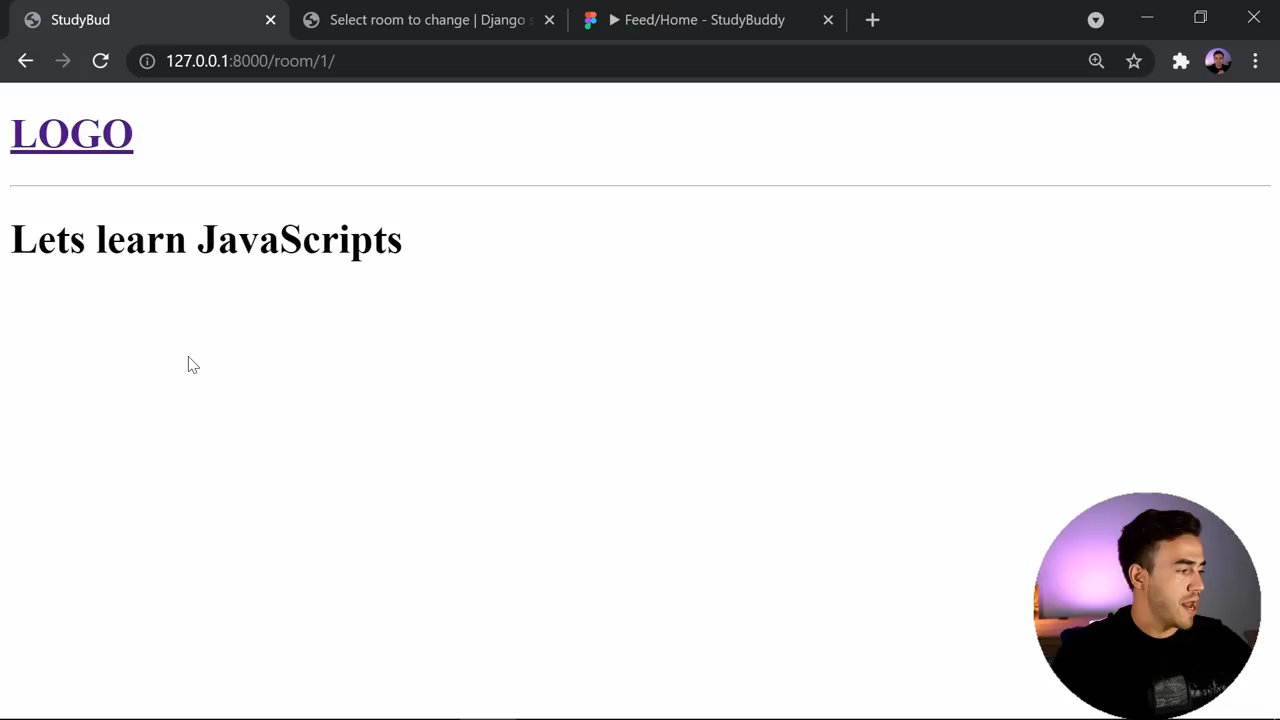 StudyBud
Select room to change | Django s
Feed/Home - StudyBuddy
127.0.0.1:8000/room/1/
LOGO
Lets learn JavaScripts